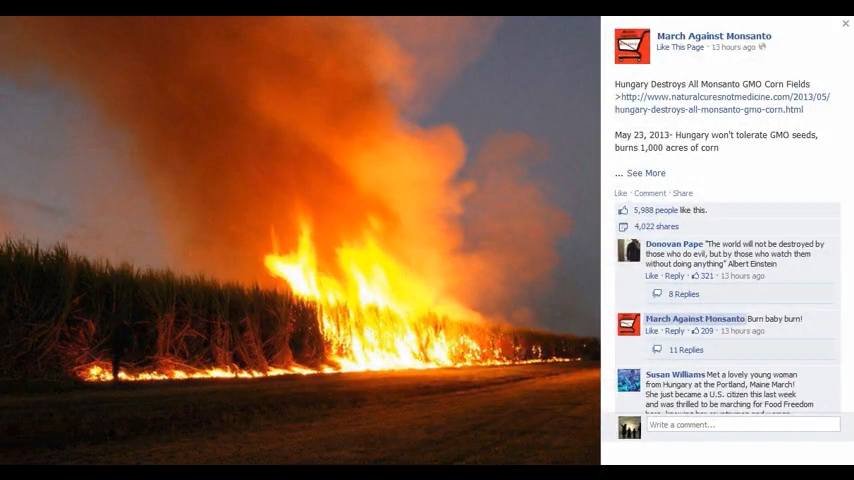 March Against Monsanto
Like This Page · 13 hours ago
Hungary Destroys All Monsanto GMO Corn Fields
>http://www.naturalcuresnotmedicine.com/2013/05/
hungary-destroys-all-monsanto-gmo-corn.html
May 23, 2013- Hungary won't tolerate GMO seeds,
burns 1,000 acres of corn
... See More
Like · Comment · Share
5,988 people like this.
4,022 shares
Donovan Pape "The world will not be destroyed by
those who do evil, but by those who watch them
without doing anything" Albert Einstein
Like · Reply · 321 · 13 hours ago
8 Replies
March Against Monsanto Burn baby burn!
Like · Reply · 209 · 13 hours ago
11 Replies
Susan Williams Met a lovely young woman
from Hungary at the Portland, Maine March!
She just became a U.S. citizen this last week
and was thrilled to be marching for Food Freedom
Write a comment...